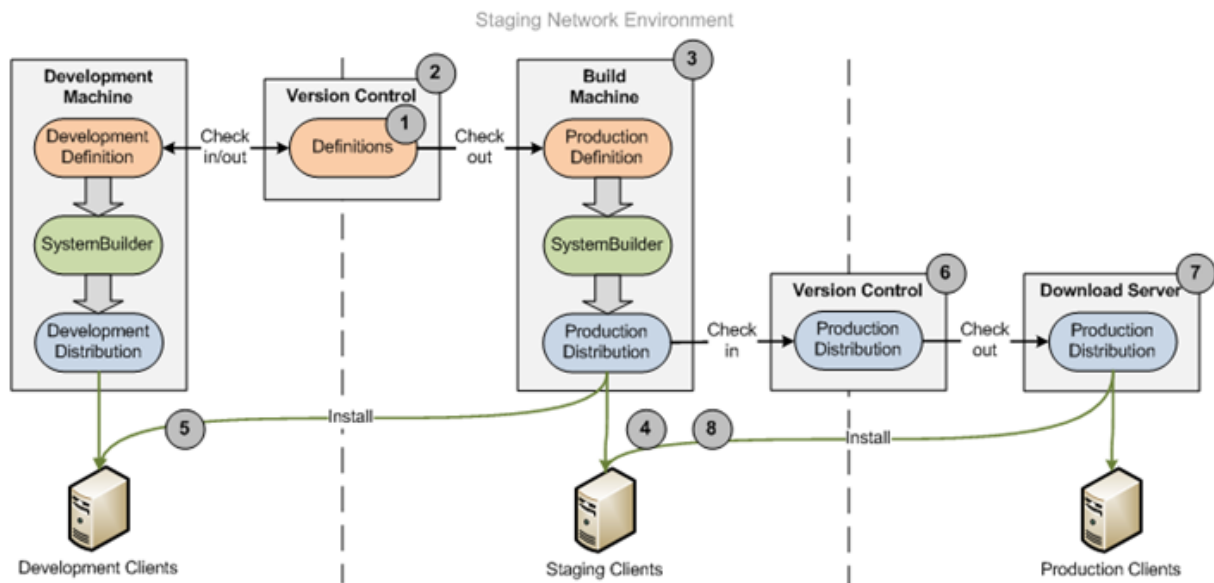 Staging Network Environment
Development
Machine
Development
Definition
SystemBuilder
Development
Distribution
Check
in/out
2
Version Control
1
Definitions
Check
out
3
Build
Machine
Production
Definition
SystemBuilder
Production
Distribution
Check
in
6
Version Control
Production
Distribution
Check
out
7
Download Server
Production
Distribution
5
Install
4
8
Install
Development Clients
Staging Clients
Production Clients